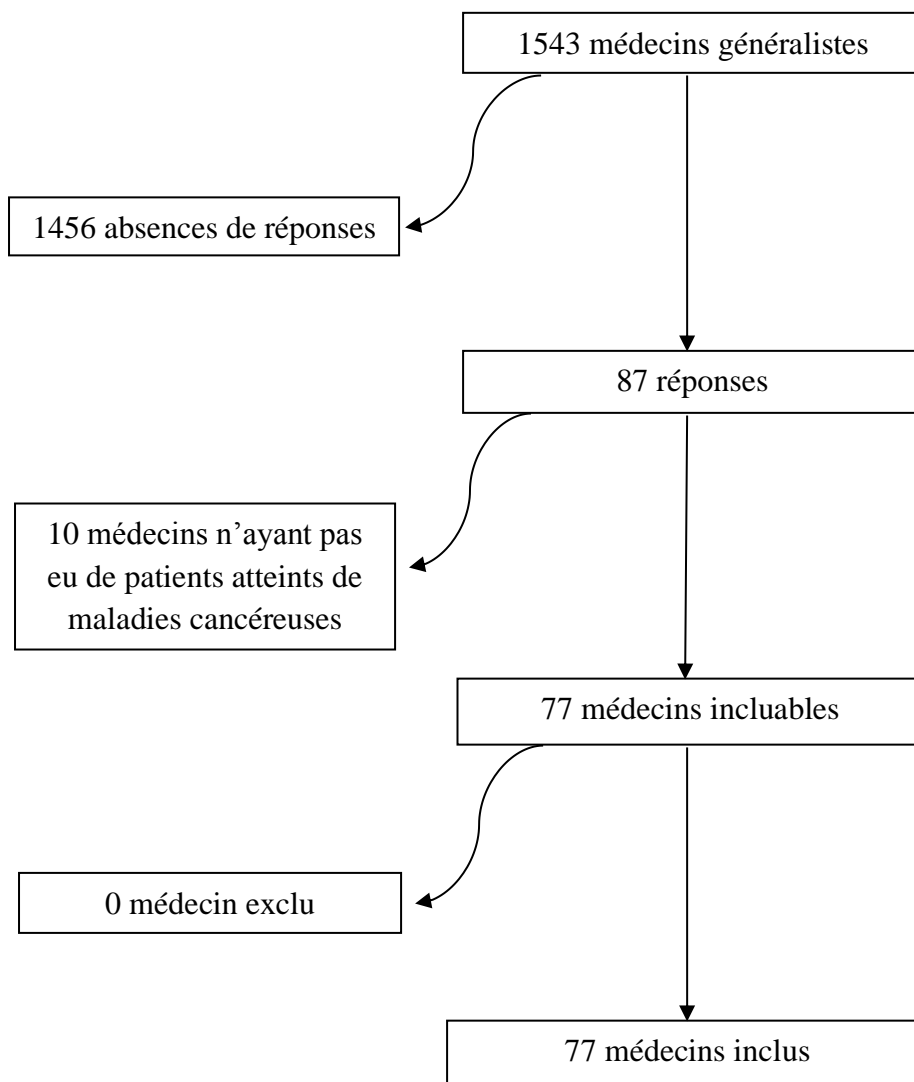 1543 médecins généralistes
1456 absences de réponses
87 réponses
10 médecins n’ayant pas
eu de patients atteints de
maladies cancéreuses
77 médecins incluables
0 médecin exclu
77 médecins inclus